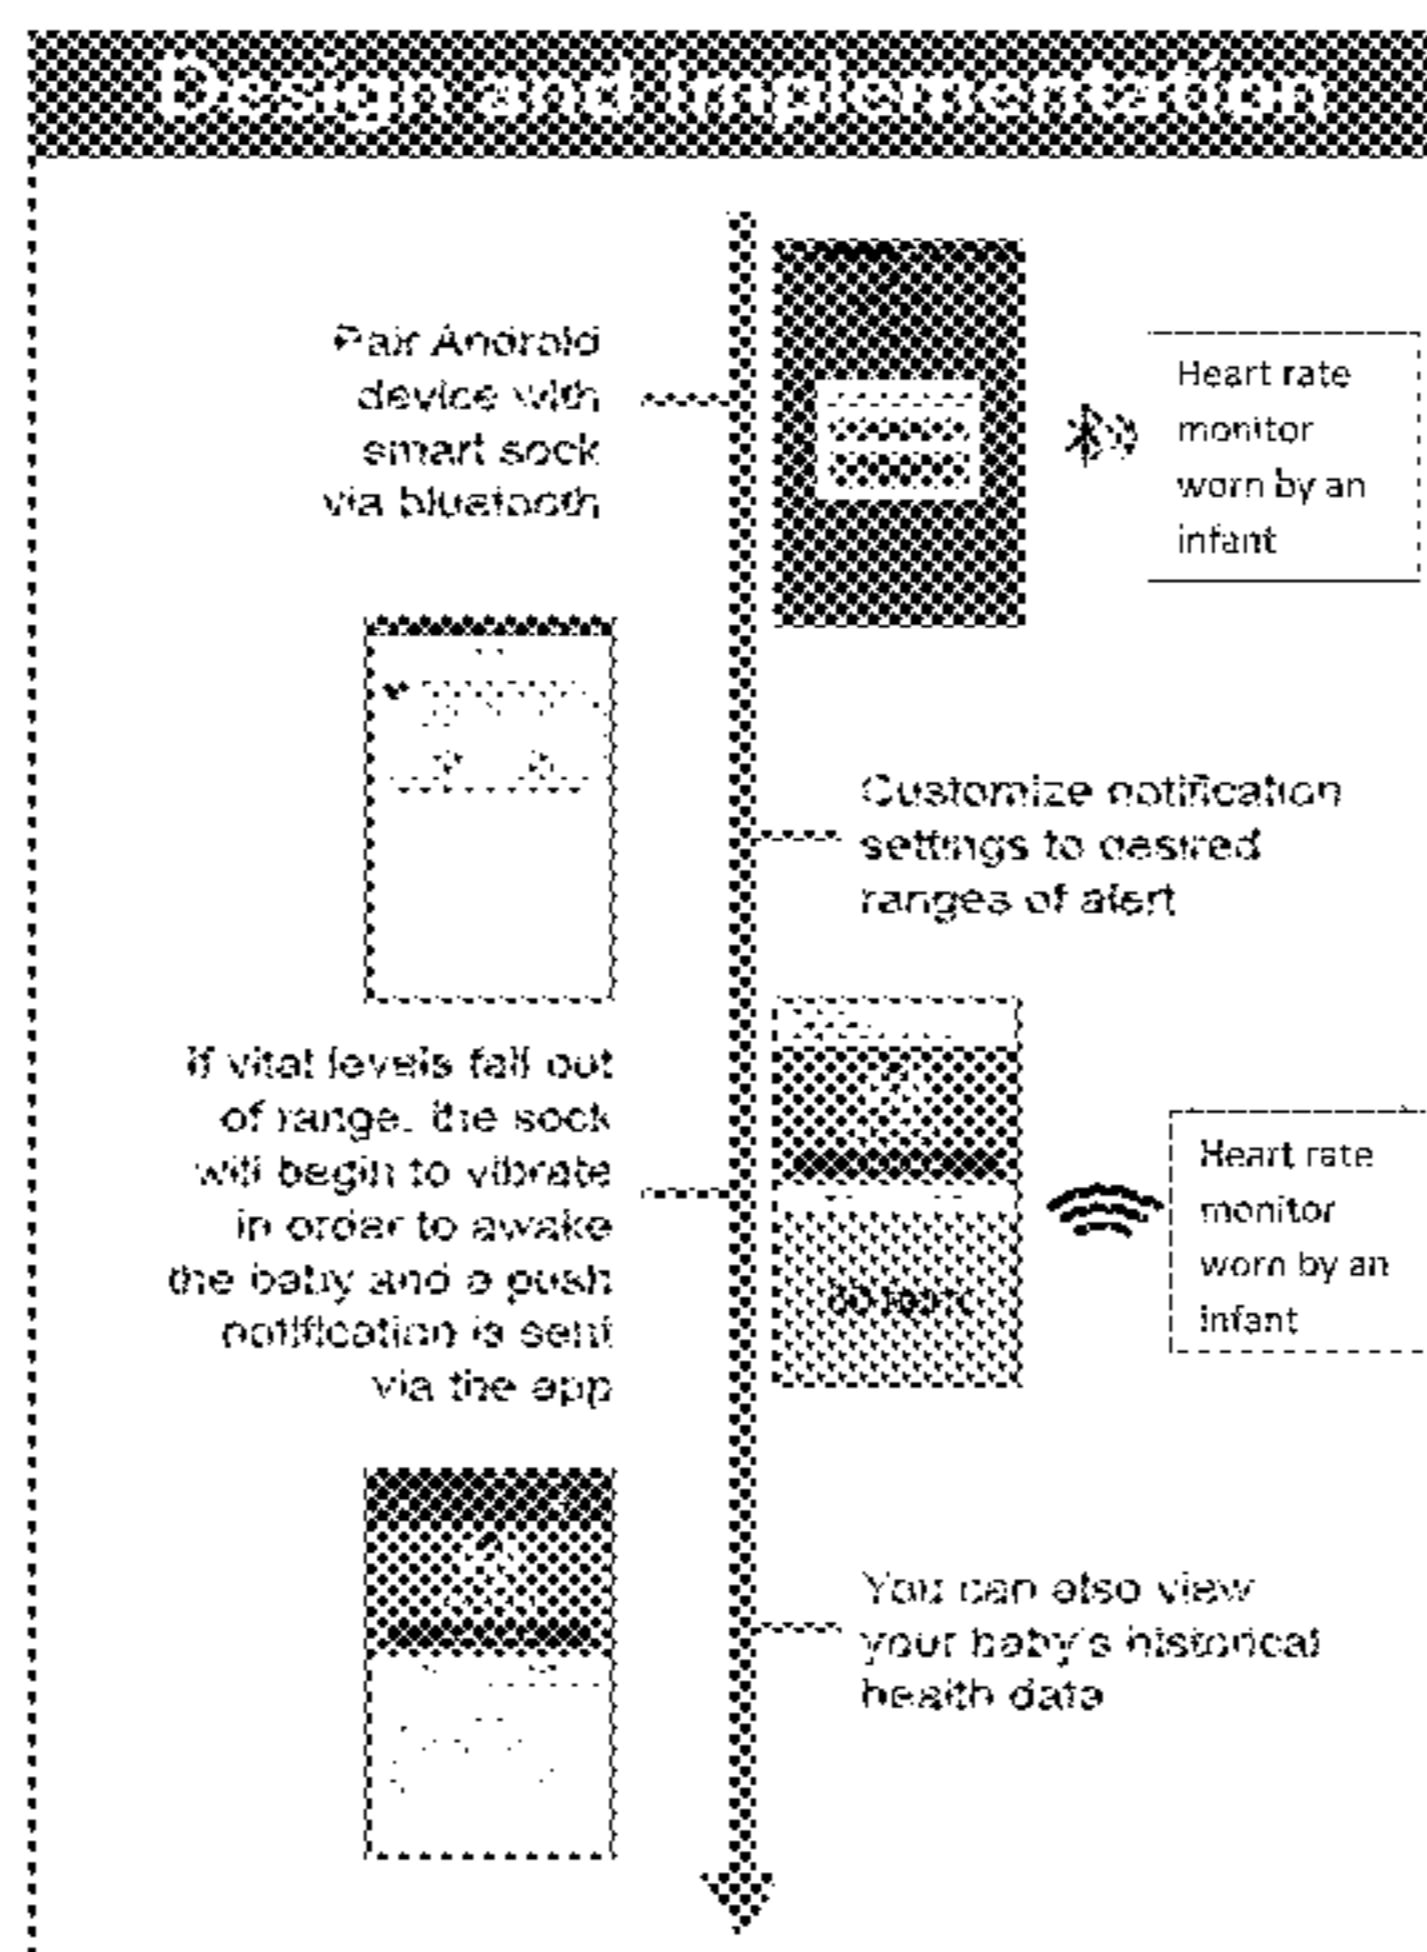 Design and Implementation
Pair Android
device with
smart sock
via bluetooth
Heart rate
monitor
worn by an
infant
Customize notification
settings to desired
ranges of alert
If vital levels fall out
of range, the sock
will begin to vibrate
in order to awake
the baby and a push
notification is sent
via the app
Heart rate
monitor
worn by an
infant
You can also view
your baby's historical
health data